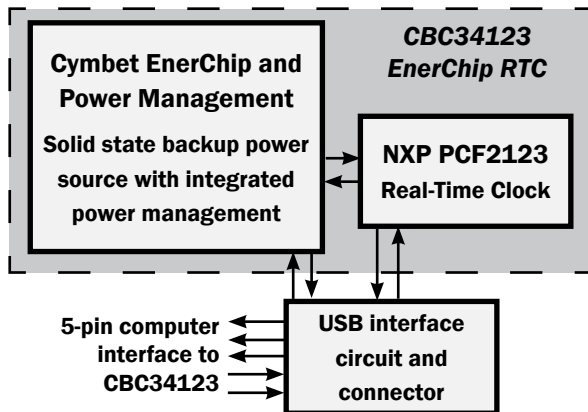 CBC34123
EnerChip RTC
Cymbet EnerChip and
Power Management
Solid state backup power
source with integrated
power management
NXP PCF2123
Real-Time Clock
5-pin computer
interface to
CBC34123
USB interface
circuit and
connector